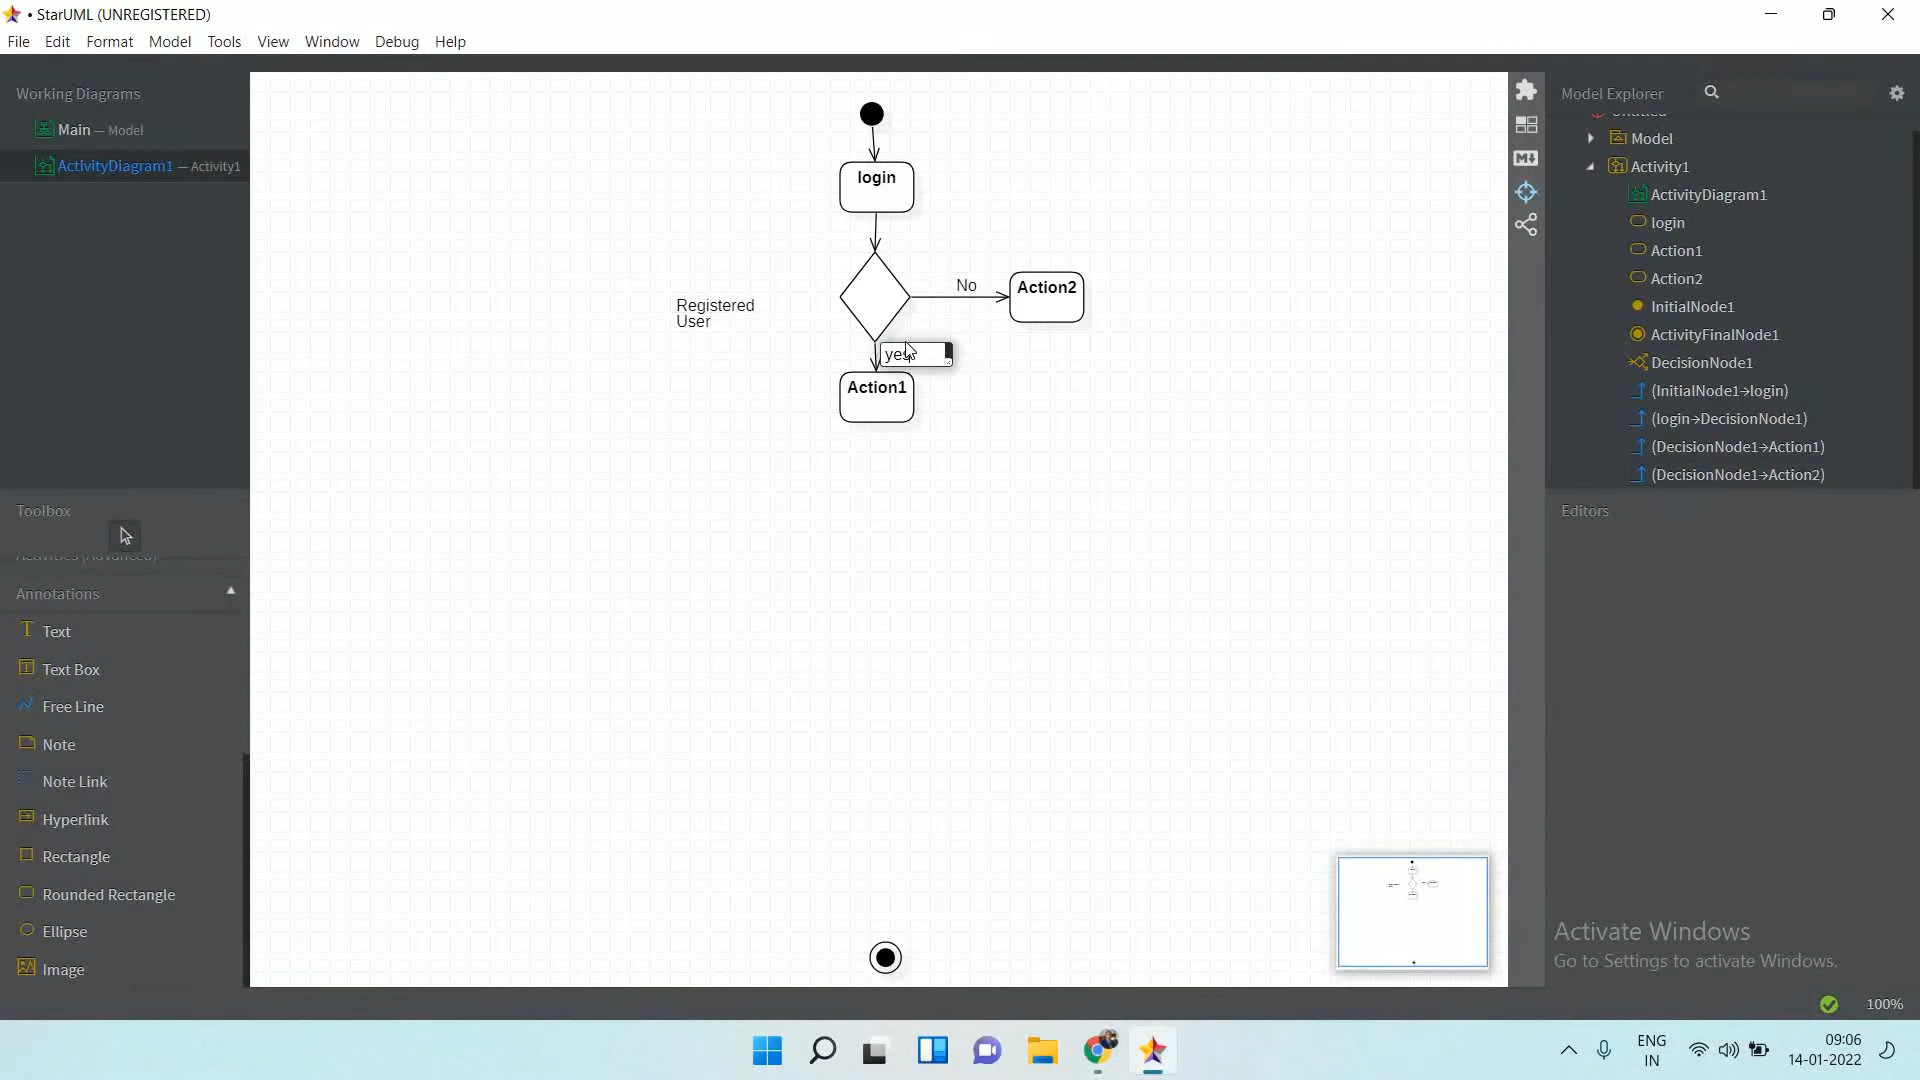 • StarUML (UNREGISTERED)
File Edit Format Model Tools View Window Debug Help
Working Diagrams
Main — Model
ActivityDiagram1 — Activity1
Toolbox
Activities (Advanced)
Annotations
Text
Text Box
Free Line
Note
Note Link
Hyperlink
Rectangle
Rounded Rectangle
Ellipse
Image
login
No
Action2
Registered
User
yes
Action1
Model Explorer
Untitled
Model
Activity1
ActivityDiagram1
login
Action1
Action2
InitialNode1
ActivityFinalNode1
DecisionNode1
(InitialNode1→login)
(login→DecisionNode1)
(DecisionNode1→Action1)
(DecisionNode1→Action2)
Editors
Activate Windows
Go to Settings to activate Windows.
100%
ENG
IN
09:06
14-01-2022